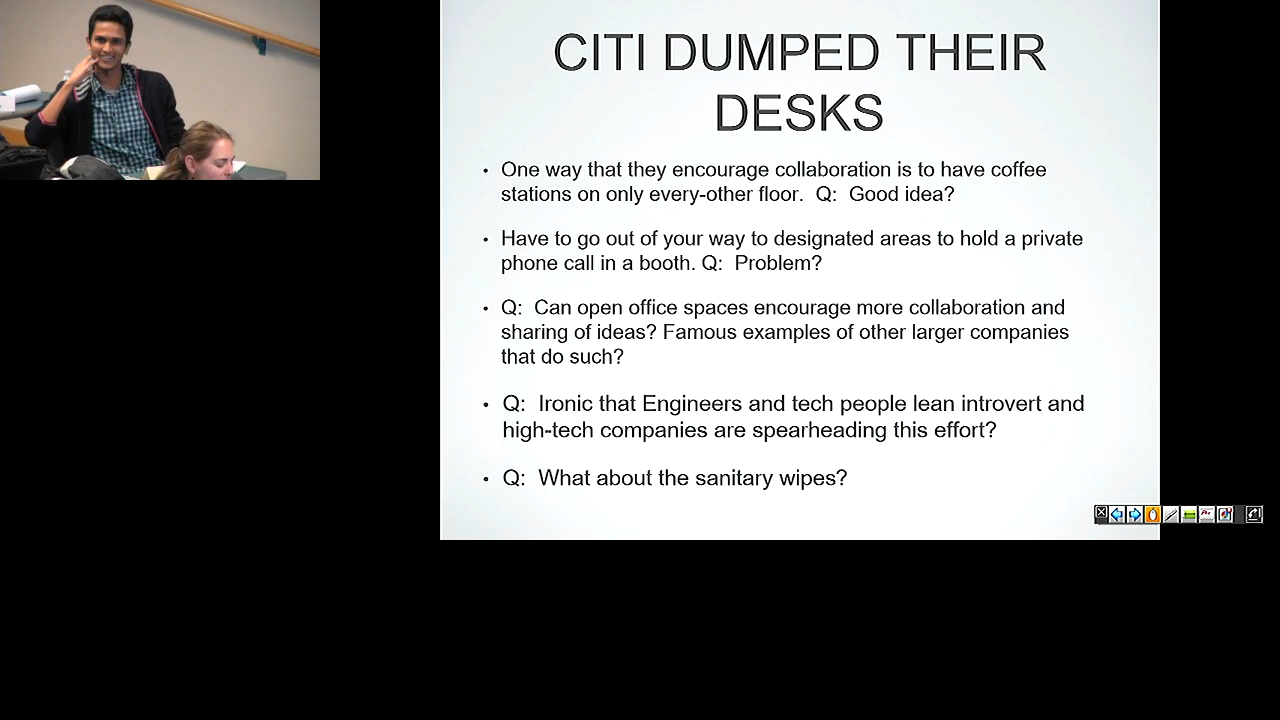 CITI DUMPED THEIR
DESKS
• One way that they encourage collaboration is to have coffee
stations on only every-other floor.  Q:  Good idea?
• Have to go out of your way to designated areas to hold a private
phone call in a booth. Q:  Problem?
• Q:  Can open office spaces encourage more collaboration and
sharing of ideas? Famous examples of other larger companies
that do such?
• Q:  Ironic that Engineers and tech people lean introvert and
high-tech companies are spearheading this effort?
• Q:  What about the sanitary wipes?